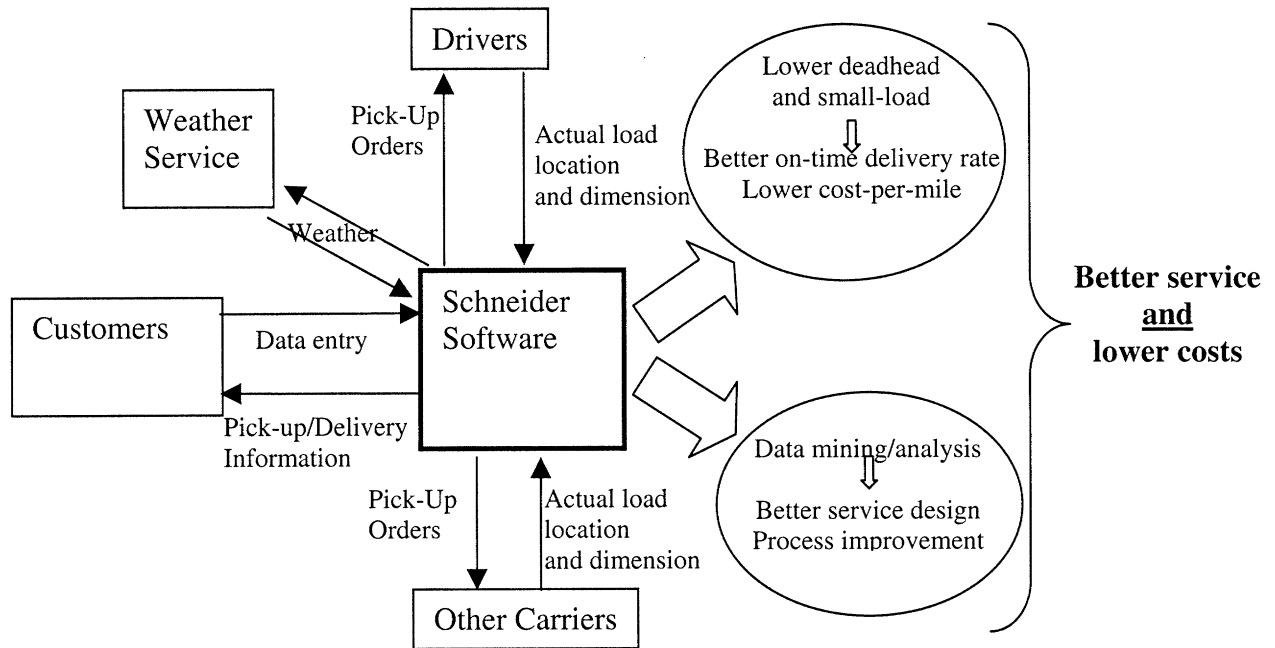 Drivers
Weather
Service
Pick-Up
Orders
Actual load
location
and dimension
Weather
Customers
Data entry
Pick-up/Delivery
Information
Schneider
Software
Pick-Up
Orders
Actual load
location
and dimension
Other Carriers
Lower deadhead
and small-load
Better on-time delivery rate
Lower cost-per-mile
Data mining/analysis
Better service design
Process improvement
Better service
and
lower costs